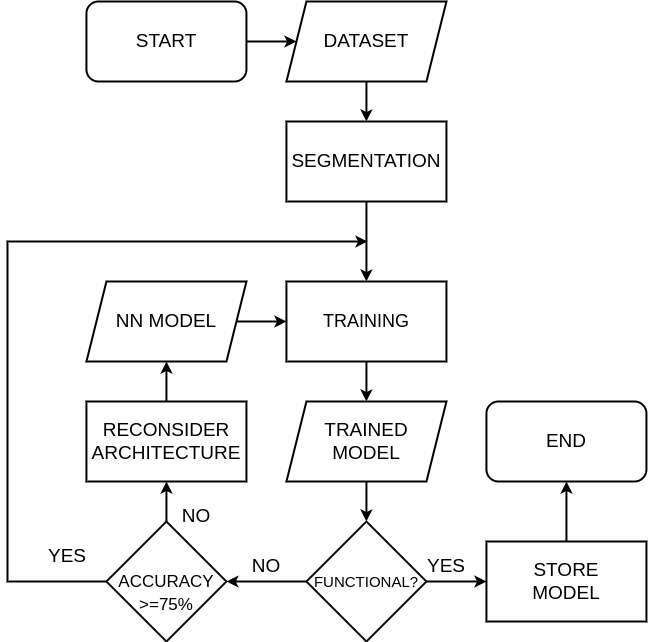 START
DATASET
SEGMENTATION
NN MODEL
TRAINING
RECONSIDER
ARCHITECTURE
TRAINED
MODEL
END
NO
YES
NO
YES
ACCURACY
>=75%
FUNCTIONAL?
STORE
MODEL